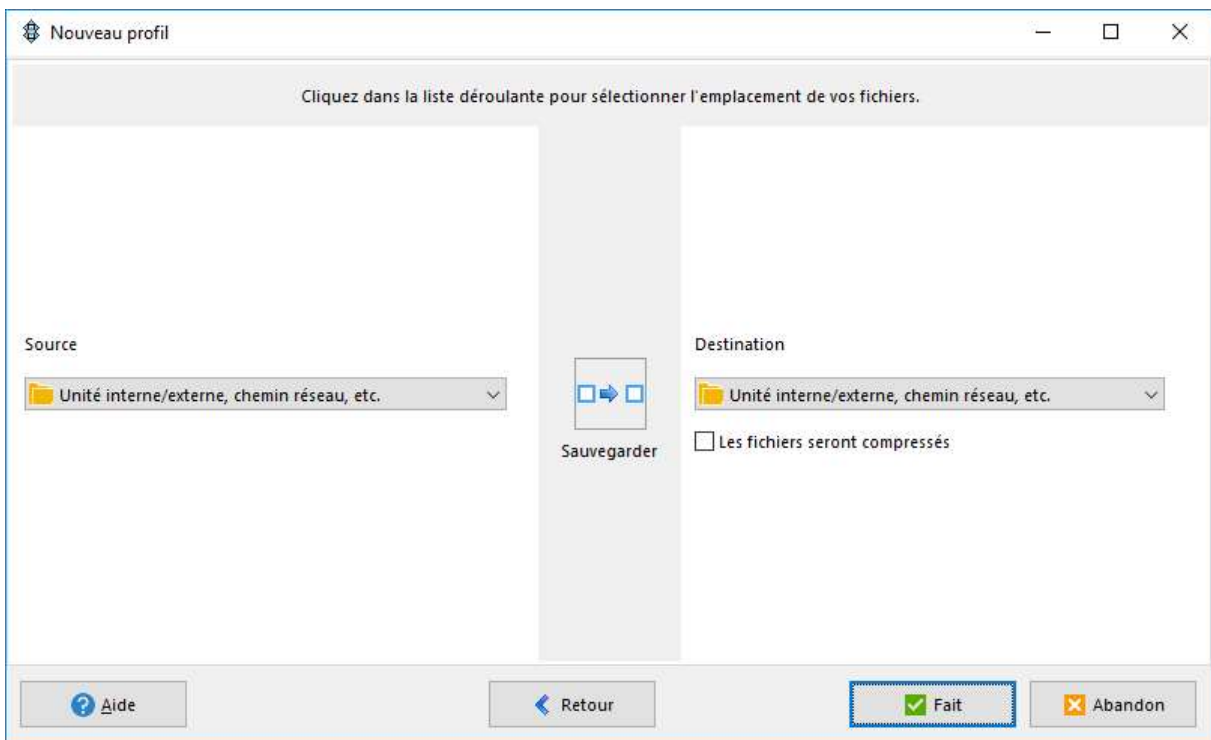 Nouveau profil
Cliquez dans la liste déroulante pour sélectionner l'emplacement de vos fichiers.
Source
Unité interne/externe, chemin réseau, etc.
Sauvegarder
Destination
Unité interne/externe, chemin réseau, etc.
Les fichiers seront compressés
Aide
Retour
Fait
Abandon